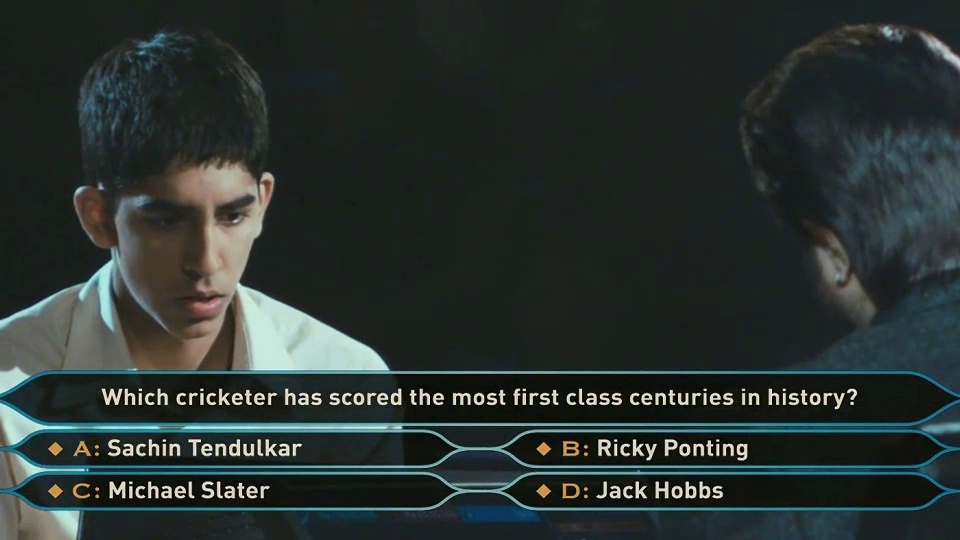 Which cricketer has scored the most first class centuries in history?
A: Sachin Tendulkar
B: Ricky Ponting
C: Michael Slater
D: Jack Hobbs